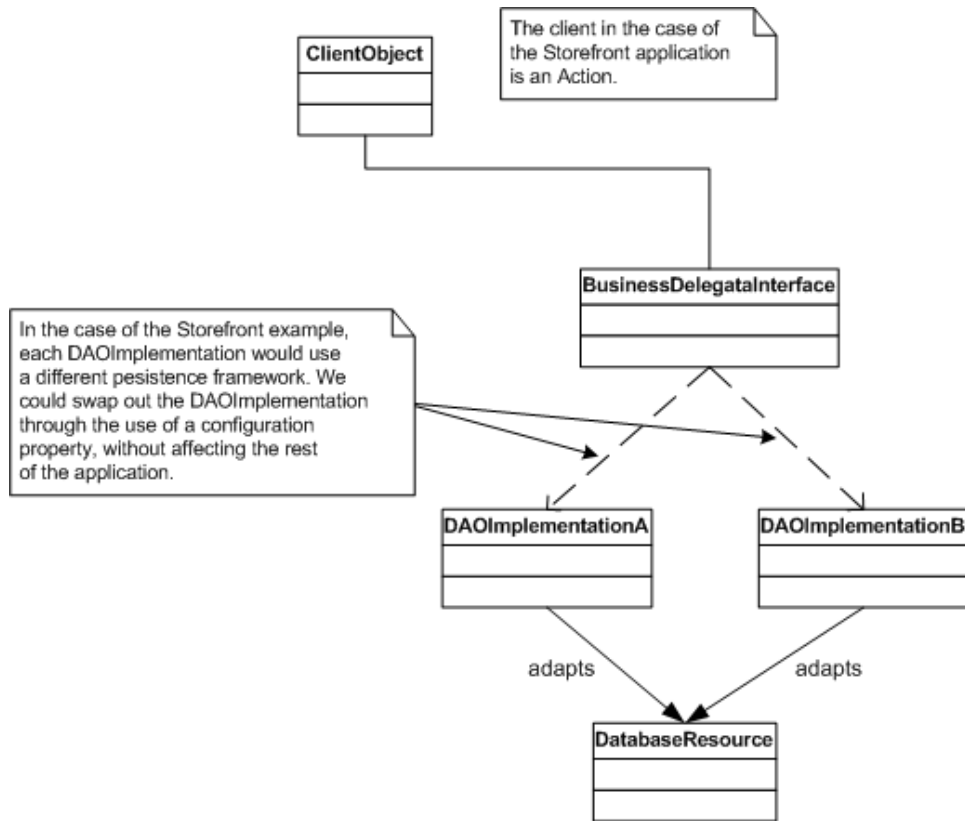 ClientObject
The client in the case of
the Storefront application
is an Action.
BusinessDelegataInterface
In the case of the Storefront example,
each DAOImplementation would use
a different pesistence framework. We
could swap out the DAOImplementation
through the use of a configuration
property, without affecting the rest
of the application.
DAOImplementationA
DAOImplementationB
adapts
adapts
DatabaseResource